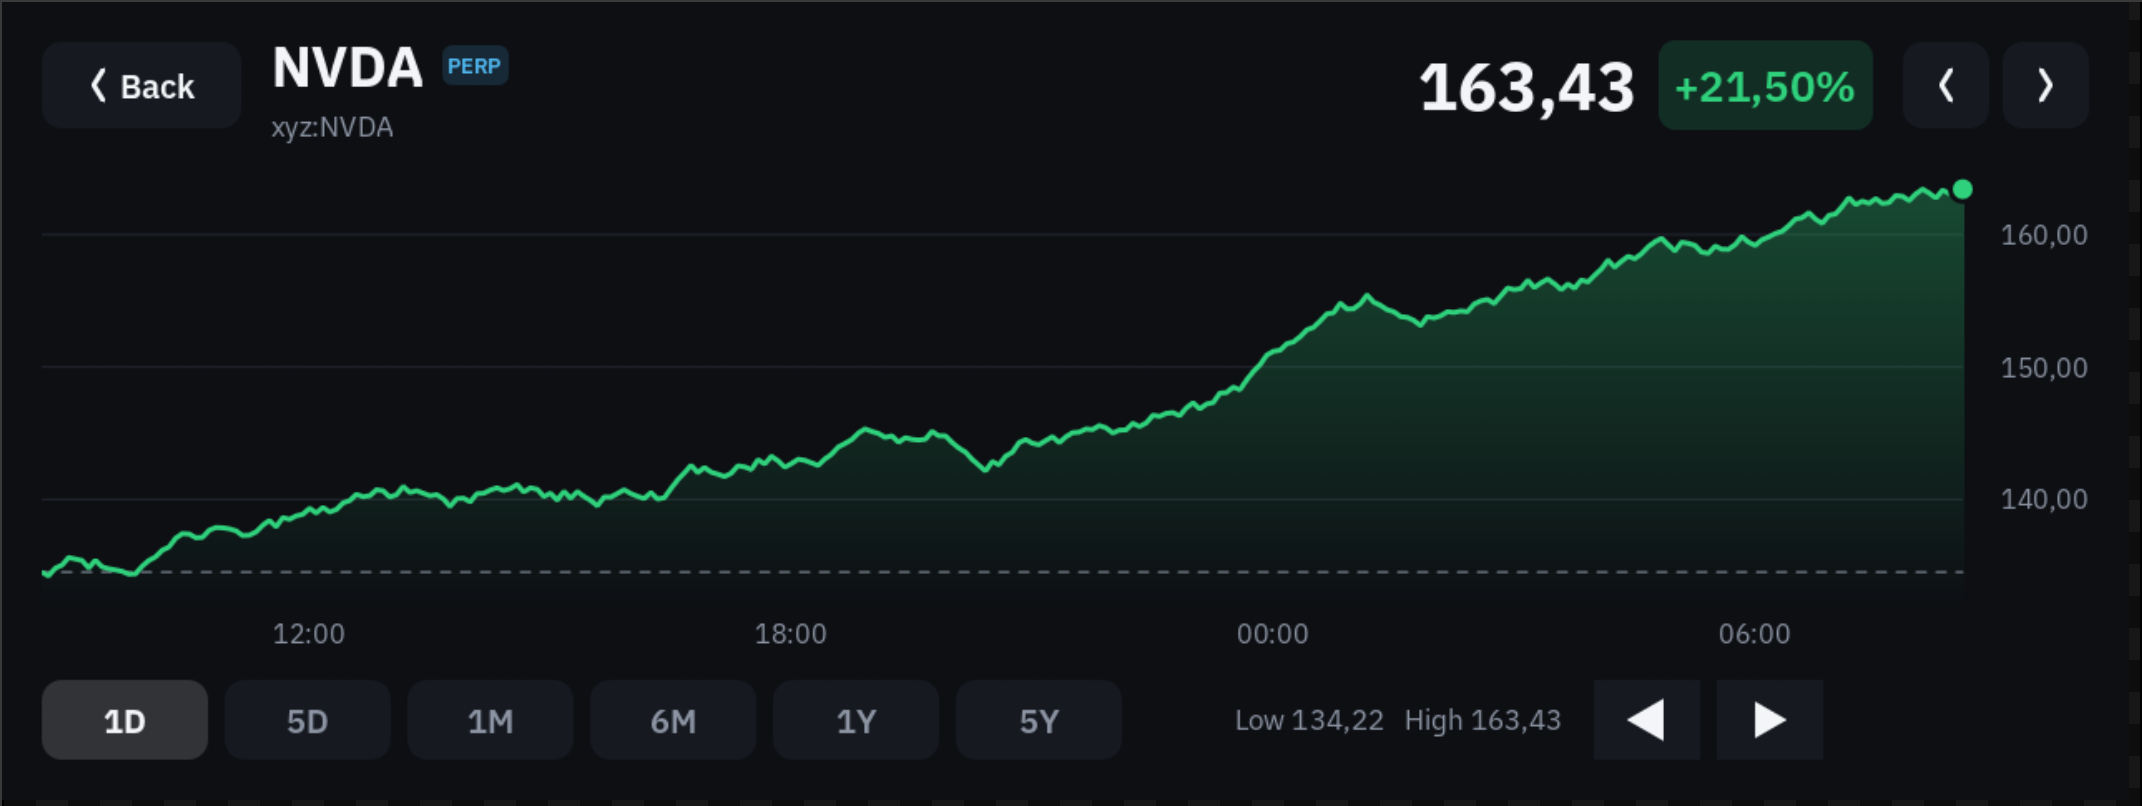 Back
NVDA PERP
xyz:NVDA
163,43 +21,50%
160,00
150,00
140,00
12:00 18:00 00:00 06:00
1D 5D 1M 6M 1Y 5Y Low 134,22 High 163,43